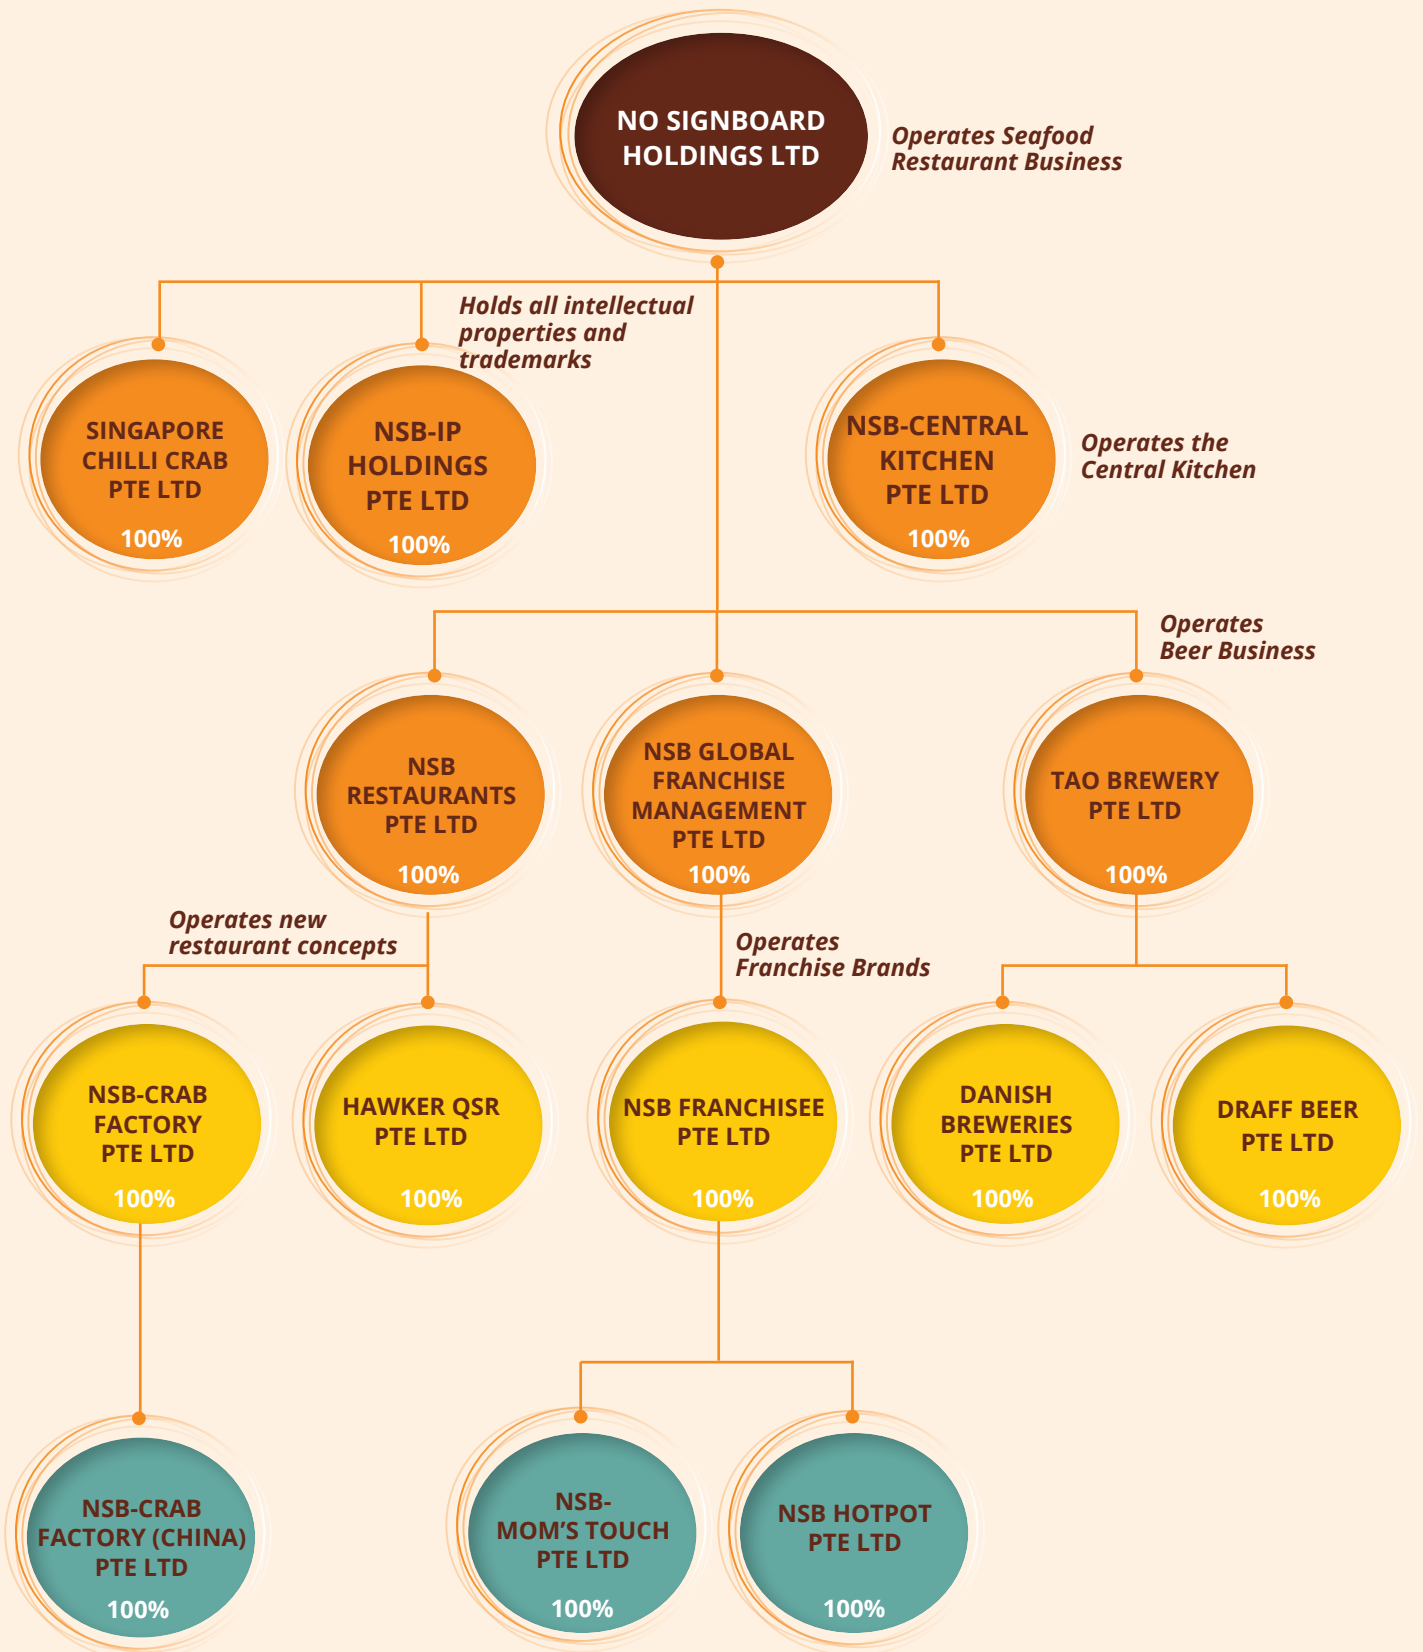 NO SIGNBOARD
HOLDINGS LTD
Operates Seafood
Restaurant Business
Holds all intellectual
properties and
trademarks
SINGAPORE
CHILLI CRAB
PTE LTD
100%
NSB-IP
HOLDINGS
PTE LTD
100%
NSB-CENTRAL
KITCHEN
PTE LTD
100%
Operates the
Central Kitchen
Operates
Beer Business
NSB
RESTAURANTS
PTE LTD
100%
NSB GLOBAL
FRANCHISE
MANAGEMENT
PTE LTD
100%
TAO BREWERY
PTE LTD
100%
Operates new
restaurant concepts
Operates
Franchise Brands
NSB-CRAB
FACTORY
PTE LTD
100%
HAWKER QSR
PTE LTD
100%
NSB FRANCHISEE
PTE LTD
100%
DANISH
BREWERIES
PTE LTD
100%
DRAFF BEER
PTE LTD
100%
NSB-CRAB
FACTORY (CHINA)
PTE LTD
100%
NSB-
MOM’S TOUCH
PTE LTD
100%
NSB HOTPOT
PTE LTD
100%